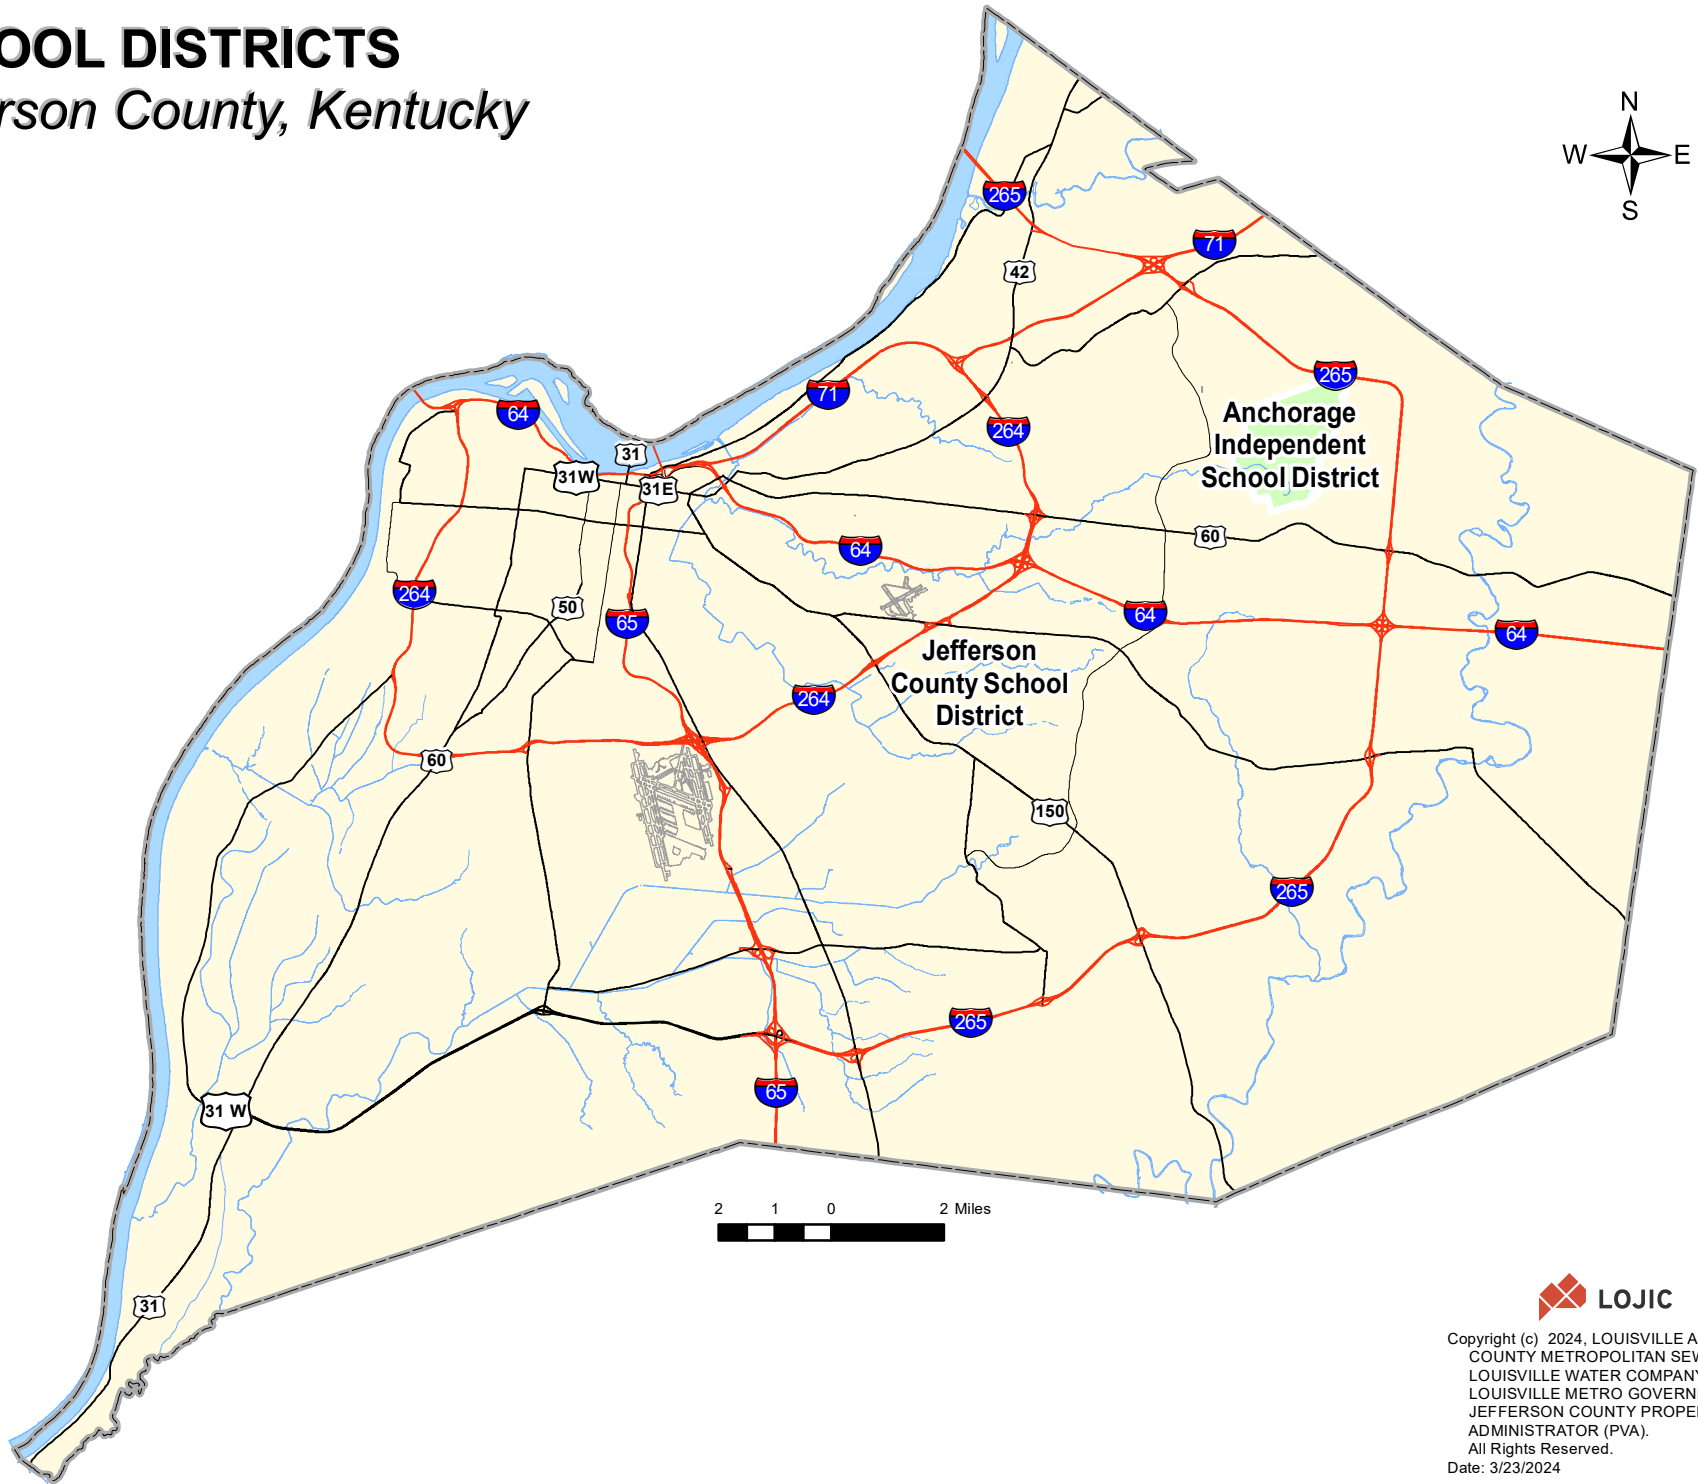 OOL DISTRICTS
rson County, Kentucky
N
W E
S
265
71
42
265
71
64
264
Anchorage
Independent
School District
31
31W
31E
60
64
264
50
65
64
64
Jefferson
County School
District
264
60
150
265
265
65
31 W
2 1 0 2 Miles
31
LOJIC
Copyright (c) 2024, LOUISVILLE A
COUNTY METROPOLITAN SEW
LOUISVILLE WATER COMPANY
LOUISVILLE METRO GOVERN
JEFFERSON COUNTY PROPE
ADMINISTRATOR (PVA).
All Rights Reserved.
Date: 3/23/2024